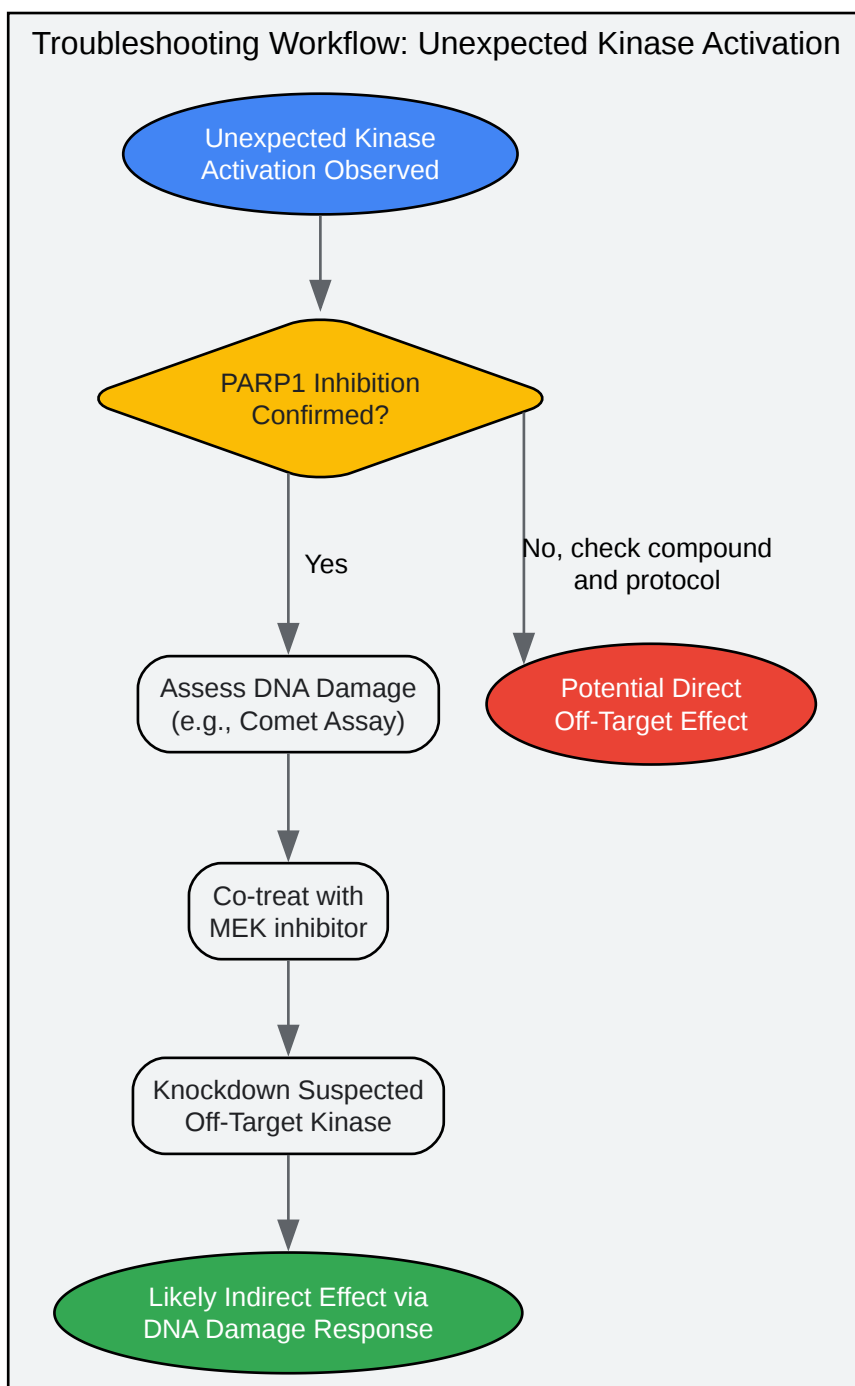 Troubleshooting Workflow: Unexpected Kinase Activation
Unexpected Kinase
Activation Observed
PARP1 Inhibition
Confirmed?
Yes
No, check compound
and protocol
Assess DNA Damage
(e.g., Comet Assay)
Potential Direct
Off-Target Effect
Co-treat with
MEK inhibitor
Knockdown Suspected
Off-Target Kinase
Likely Indirect Effect via
DNA Damage Response